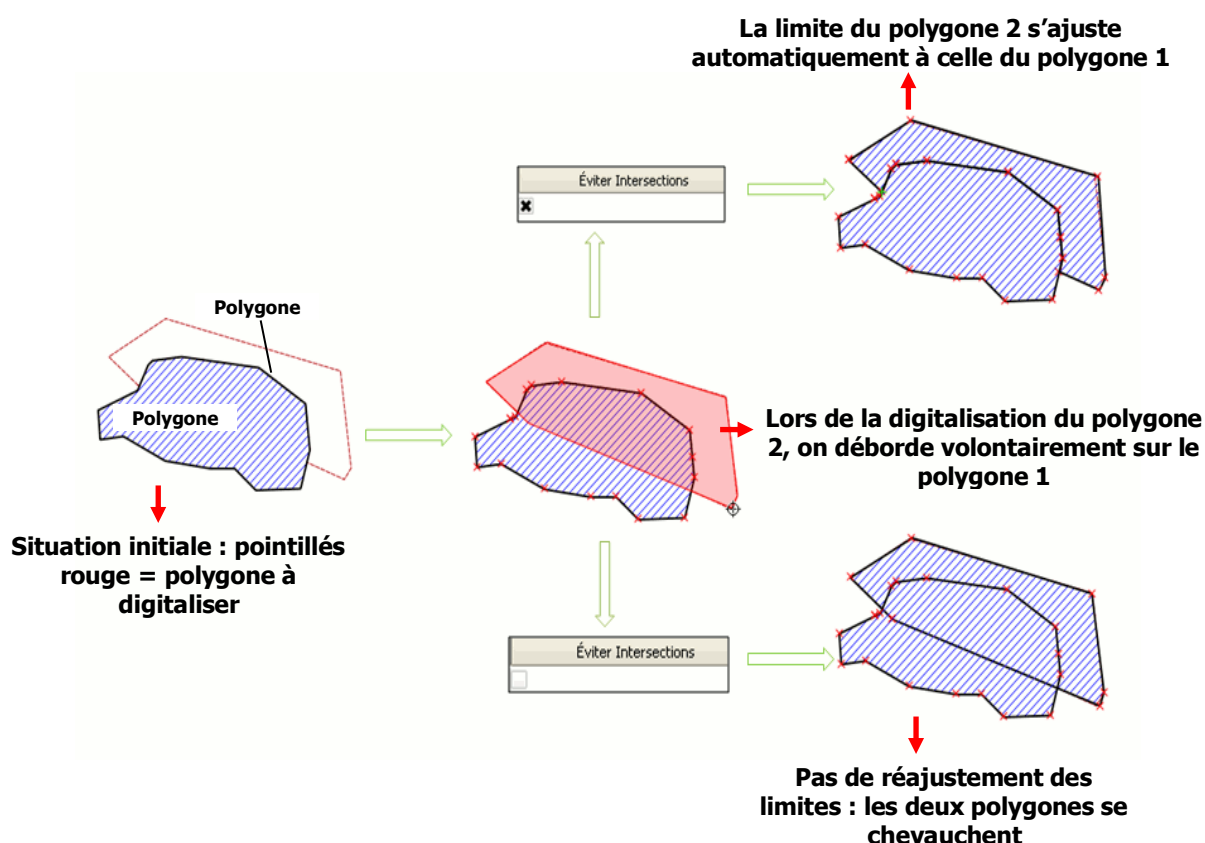 La limite du polygone 2 s’ajuste
automatiquement à celle du polygone 1
Éviter Intersections
Polygone
Polygone
Lors de la digitalisation du polygone
2, on déborde volontairement sur le
polygone 1
Situation initiale : pointillés
rouge = polygone à
digitaliser
Éviter Intersections
Pas de réajustement des
limites : les deux polygones se
chevauchent